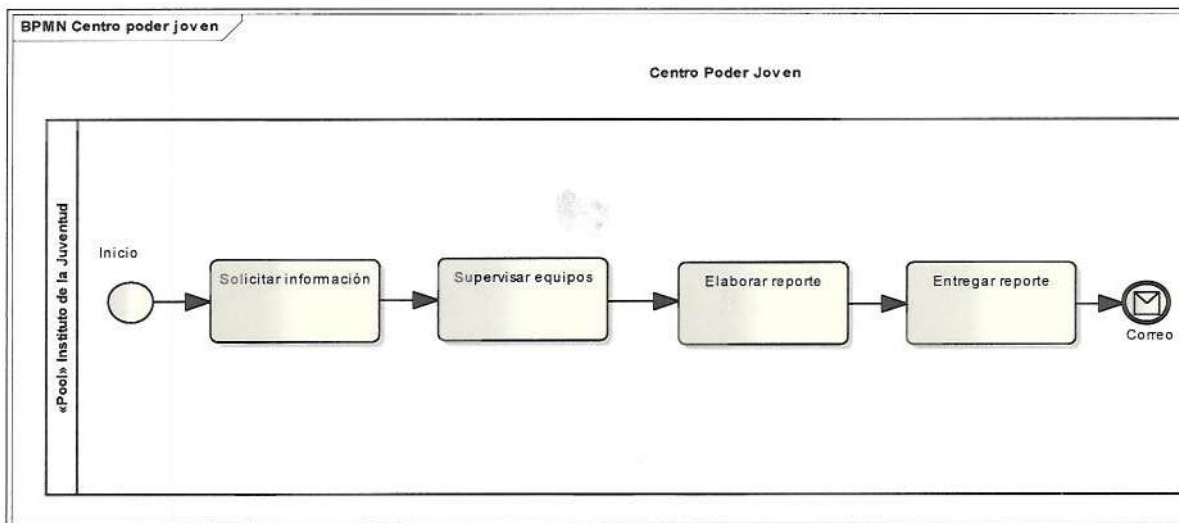 BPMN Centro poder joven
Centro Poder Joven
«Pool» Instituto de la Juventud
Inicio
Solicitar información
Supervisar equipos
Elaborar reporte
Entregar reporte
Correo